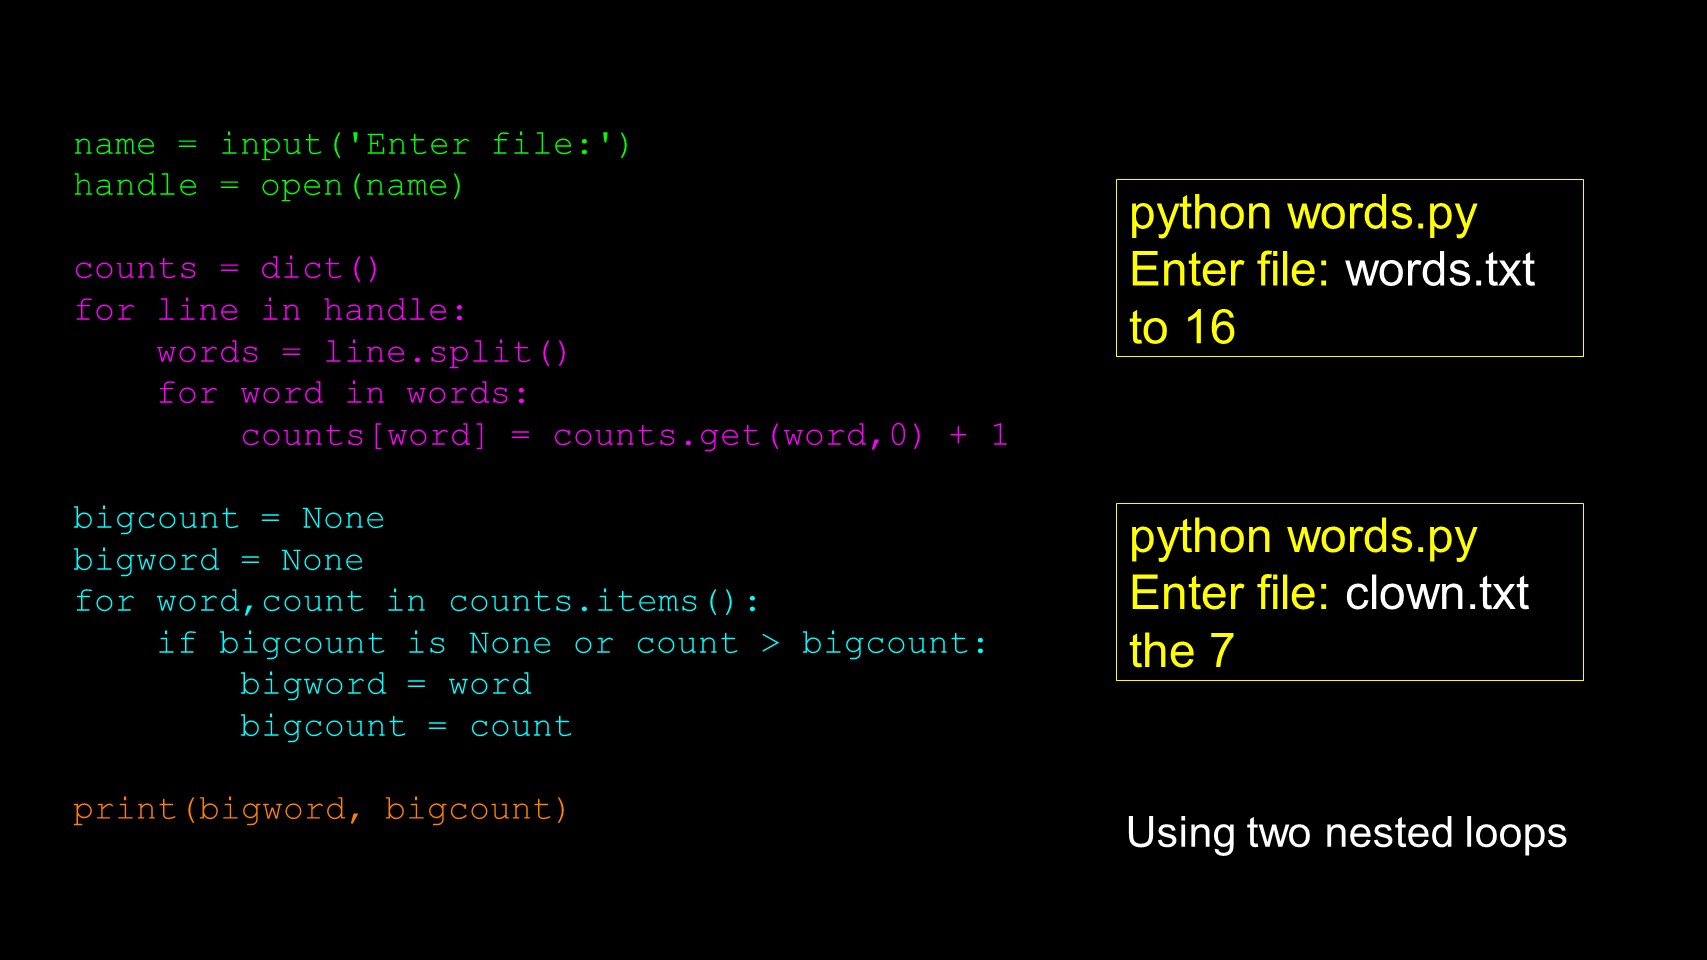 name = input('Enter file:')
handle = open(name)
counts = dict()
for line in handle:
    words = line.split()
    for word in words:
        counts[word] = counts.get(word,0) + 1
bigcount = None
bigword = None
for word,count in counts.items():
    if bigcount is None or count > bigcount:
        bigword = word
        bigcount = count
print(bigword, bigcount)
python words.py
Enter file: words.txt
to 16
python words.py
Enter file: clown.txt
the 7
Using two nested loops